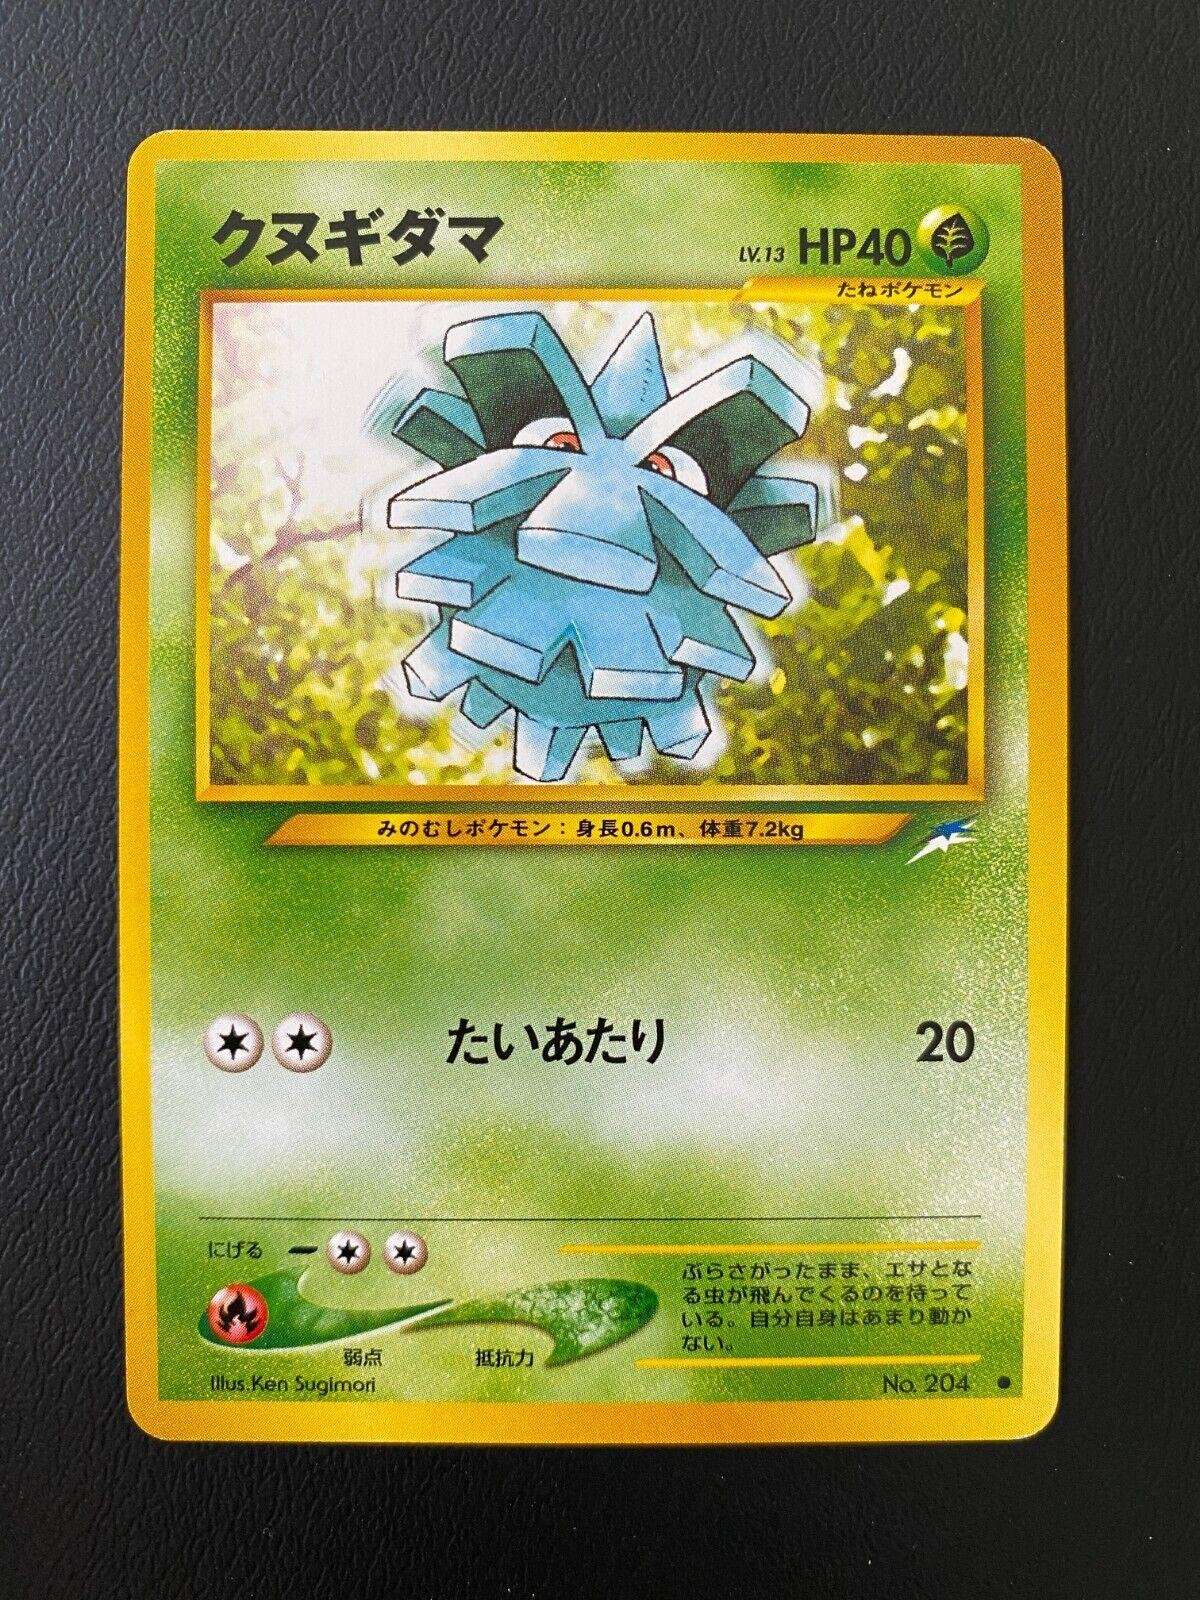 クヌギダマ
LV.13 HP40
たねポケモン
みのむしポケモン：身長0.6m、体重7.2kg
たいあたり 20
にげる
ぶらさがったまま、エサとな
る虫が飛んでくるのを待って
いる。自分自身はあまり動か
ない。
弱点 抵抗力
Illus.Ken Sugimori
No. 204